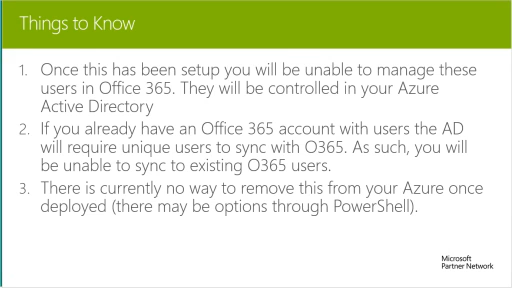 Things to Know
1. Once this has been setup you will be unable to manage these
users in Office 365. They will be controlled in your Azure
Active Directory
2. If you already have an Office 365 account with users the AD
will require unique users to sync with O365. As such, you will
be unable to sync to existing O365 users.
3. There is currently no way to remove this from your Azure once
deployed (there may be options through PowerShell).
Microsoft
Partner Network